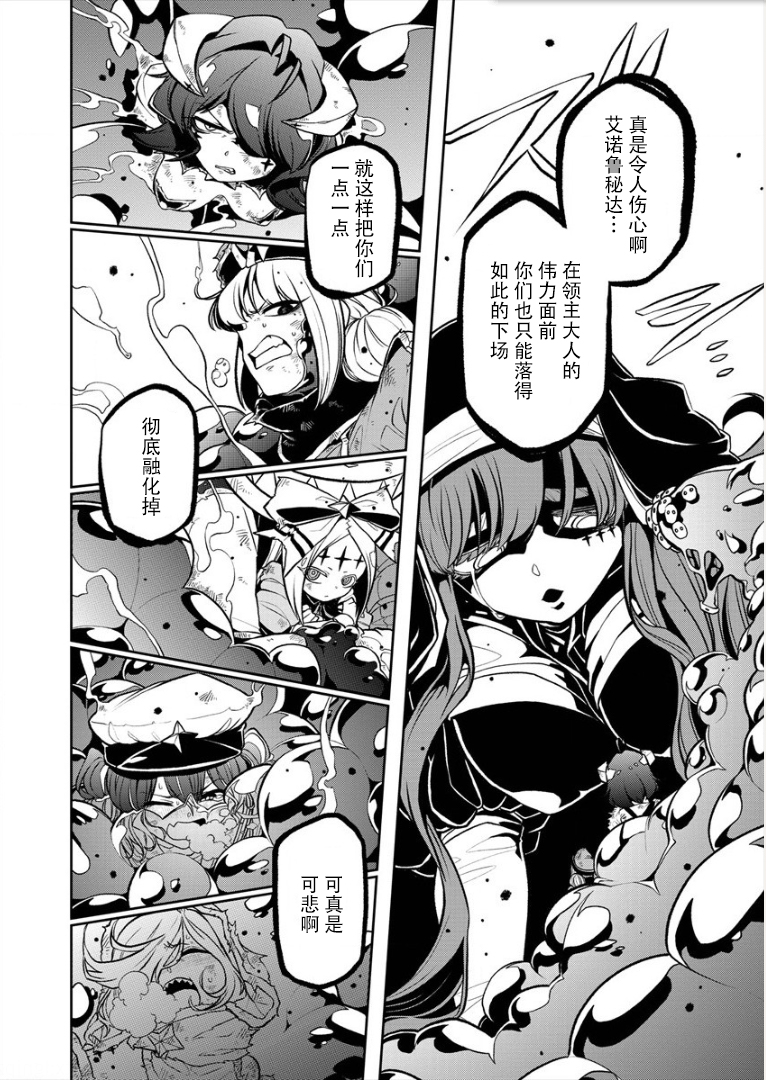 真是令人伤心啊
艾诺鲁秘达…
在领主大人的
伟力面前
你们也只能落得
如此的下场
就这样把你们
一点一点
彻底融化掉
可真是
可悲啊